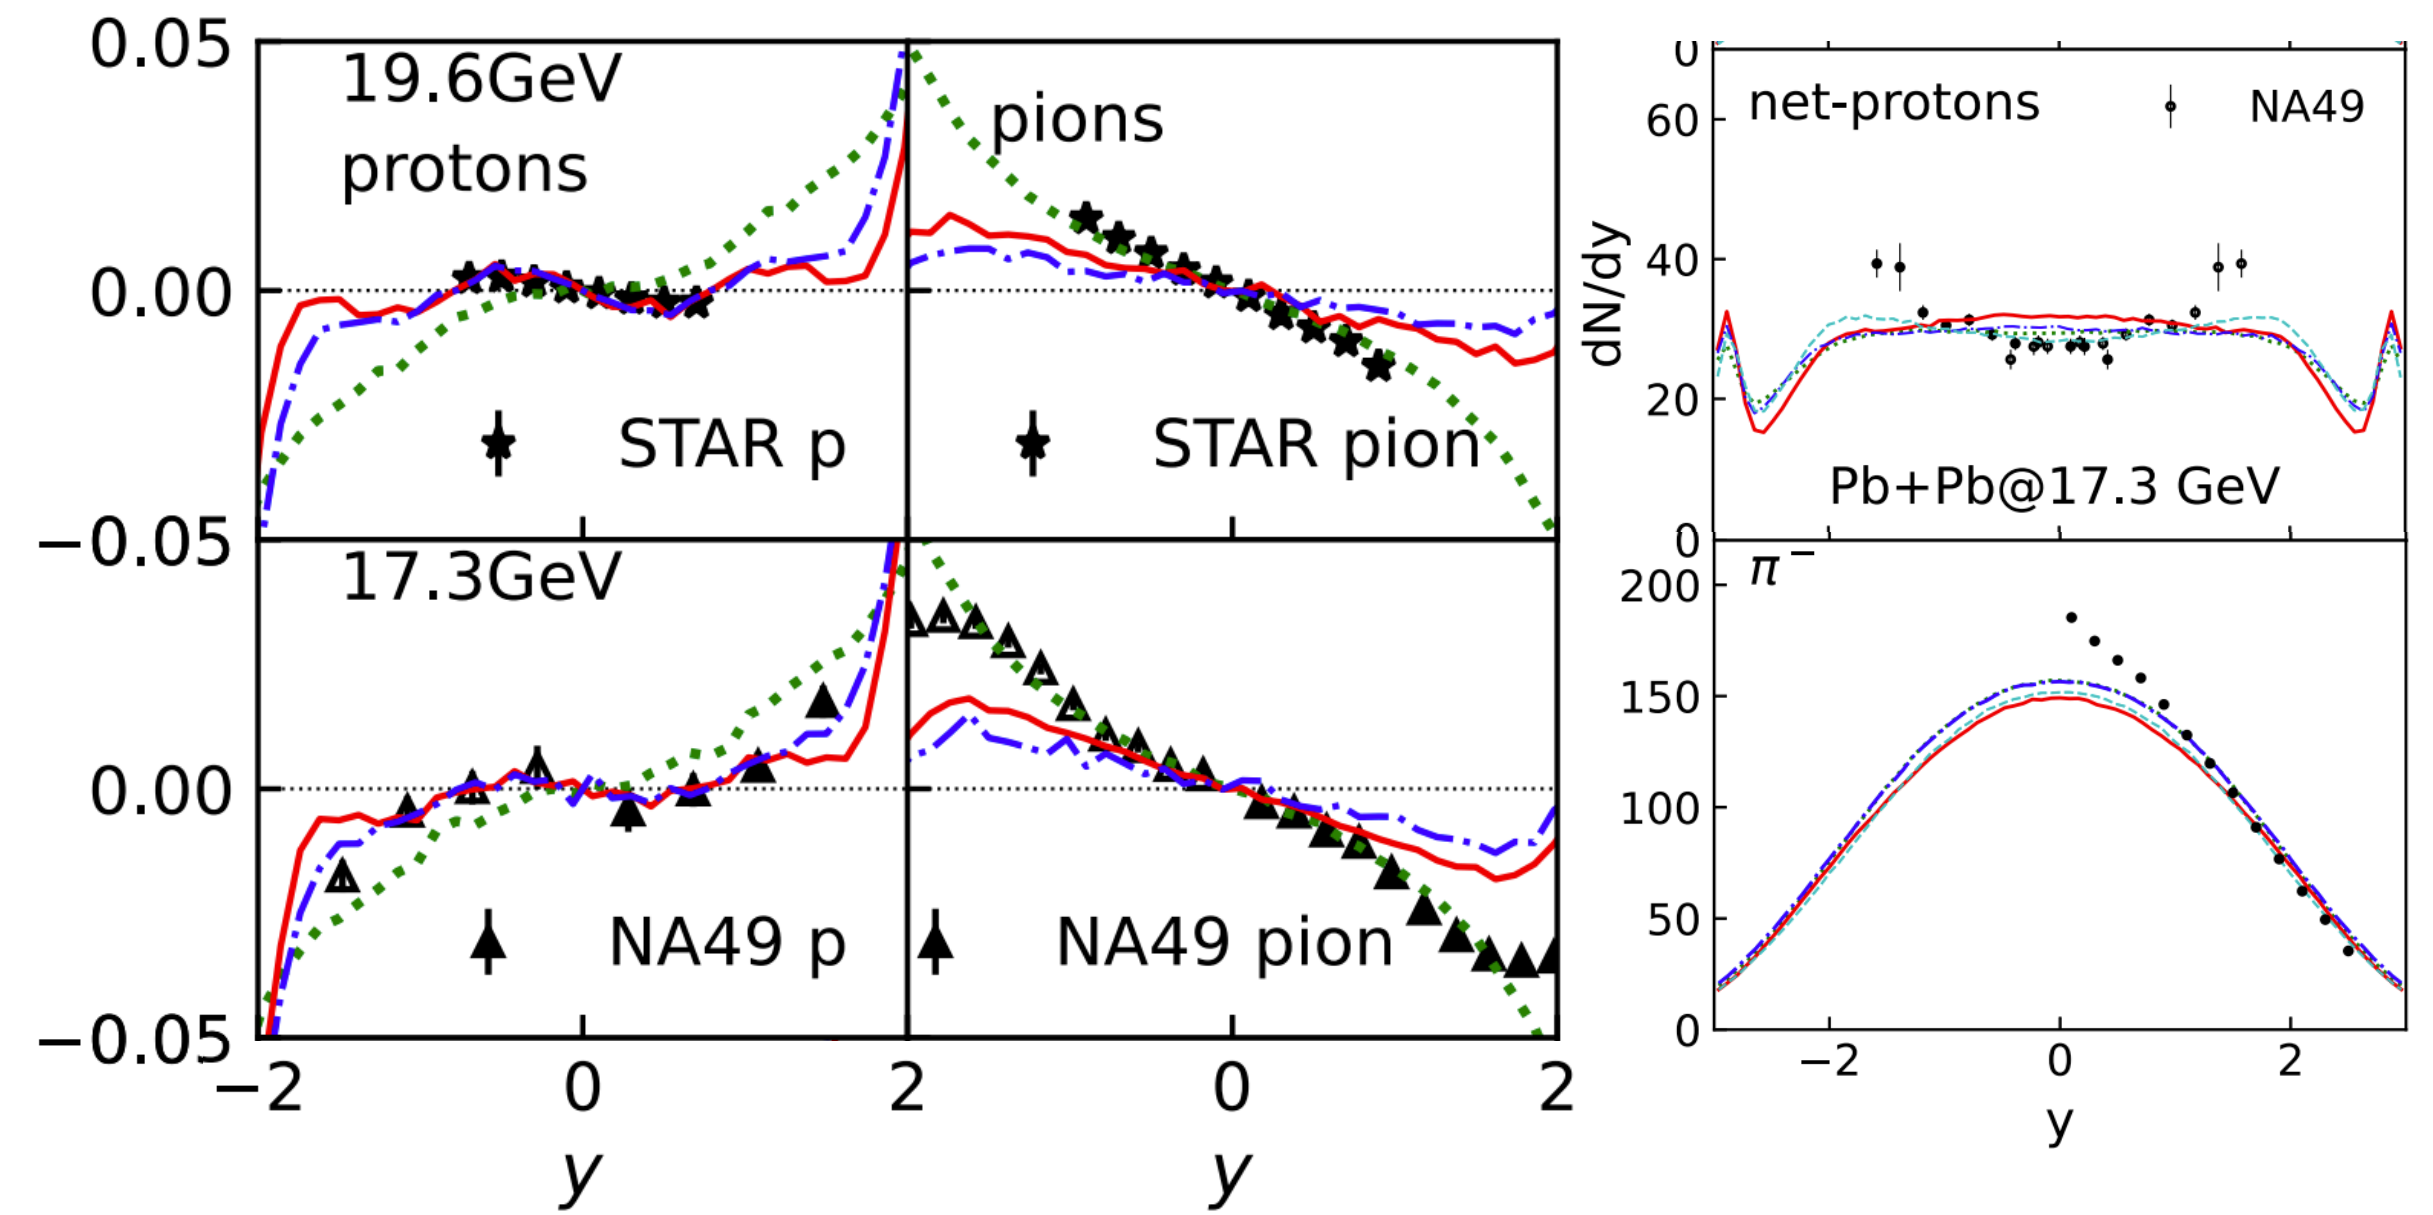 0.05
19.6GeV
protons
pions
0.00
STAR p
STAR pion
−0.05
17.3GeV
0.00
NA49 p
NA49 pion
−0.05
−2
0
2
0
2
y
y
0
net-protons
NA49
60
dN/dy
40
20
Pb+Pb@17.3 GeV
0
π−
200
150
100
50
0
−2
0
2
y